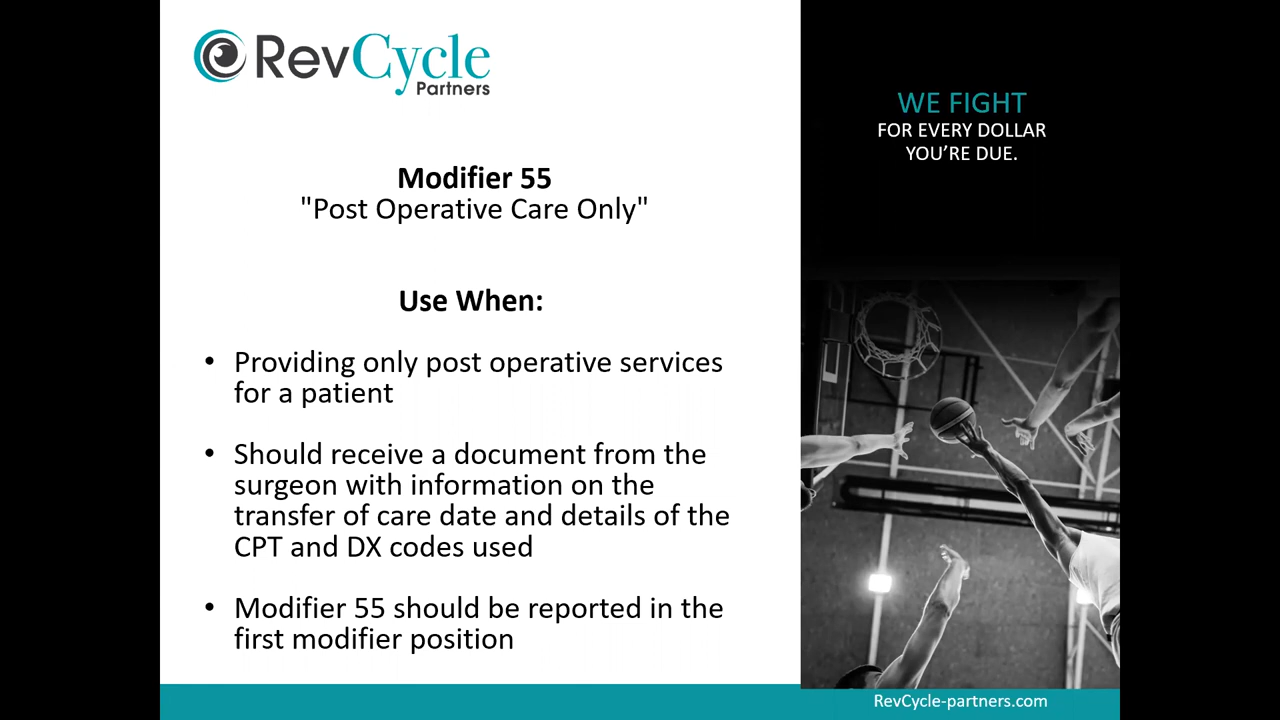 RevCycle
Partners
WE FIGHT
FOR EVERY DOLLAR
YOU’RE DUE.
Modifier 55
"Post Operative Care Only"
Use When:
• Providing only post operative services
for a patient
• Should receive a document from the
surgeon with information on the
transfer of care date and details of the
CPT and DX codes used
• Modifier 55 should be reported in the
first modifier position
RevCycle-partners.com